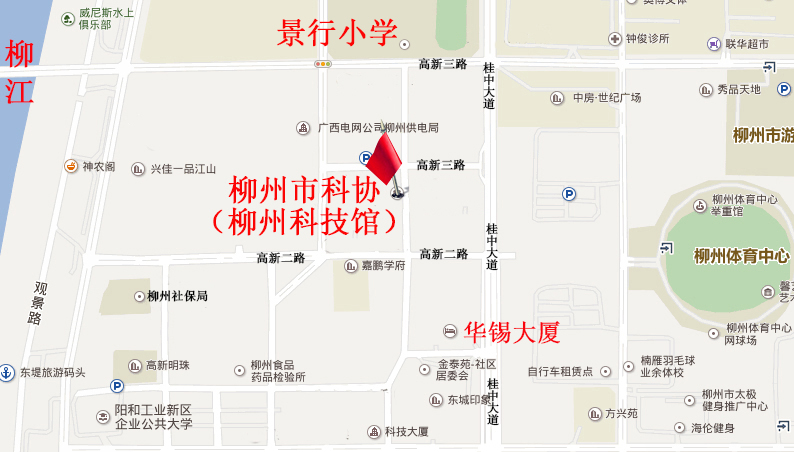 威尼斯水上
俱乐部
景行小学
钟俊诊所
联华超市
柳江
高新三路
桂中大道
中房·世纪广场
秀品天地
广西电网公司柳州供电局
柳州市游
神农阁
兴佳一品江山
P
高新三路
柳州市科协
（柳州科技馆）
P
柳州体育中心
举重馆
桂中大道
高新二路
高新二路
柳州体育中心
嘉鹏学府
观景路
柳州社保局
华锡大厦
柳州体育中心
网球场
东堤旅游码头
高新明珠
柳州食品
药品检验所
金泰苑-社区
居委会
自行车租赁点
楠雁羽毛球
业余体校
P
桂中大道
阳和工业新区
企业公共大学
东城印象
方兴苑
柳州市太极
健身推广中心
科技大厦
海伦健身
P